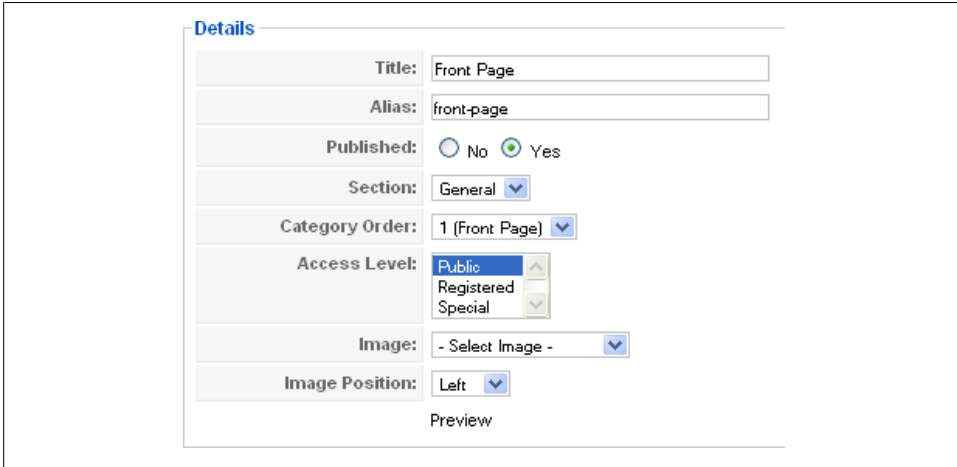 Details
Title: Front Page
Alias: front-page
Published: No Yes
Section: General
Category Order: 1 (Front Page)
Access Level: Public
Registered
Special
Image: - Select Image -
Image Position: Left
Preview